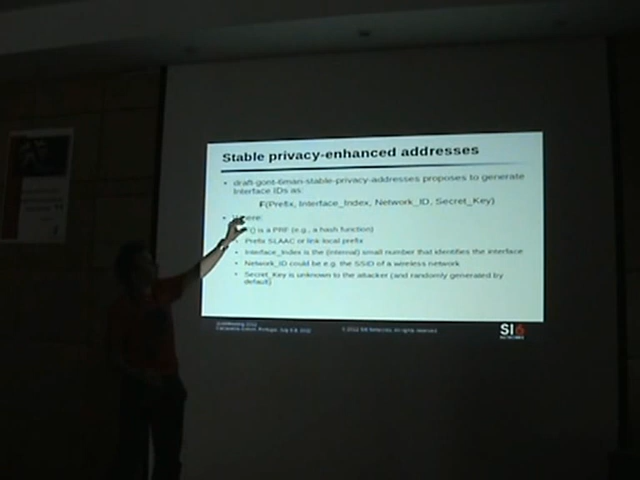 Stable privacy-enhanced addresses
• draft-gont-6man-stable-privacy-addresses proposes to generate
Interface IDs as:
F(Prefix, Interface_Index, Network_ID, Secret_Key)
• Where:
• F() is a PRF (e.g., a hash function)
• Prefix SLAAC or link local prefix
• Interface_Index is the (internal) small number that identifies the interface
• Network_ID could be e.g. the SSID of a wireless network
• Secret_Key is unknown to the attacker (and randomly generated by
default)
© 2012 SI6 Networks. All rights reserved
SI6
NETWORKS